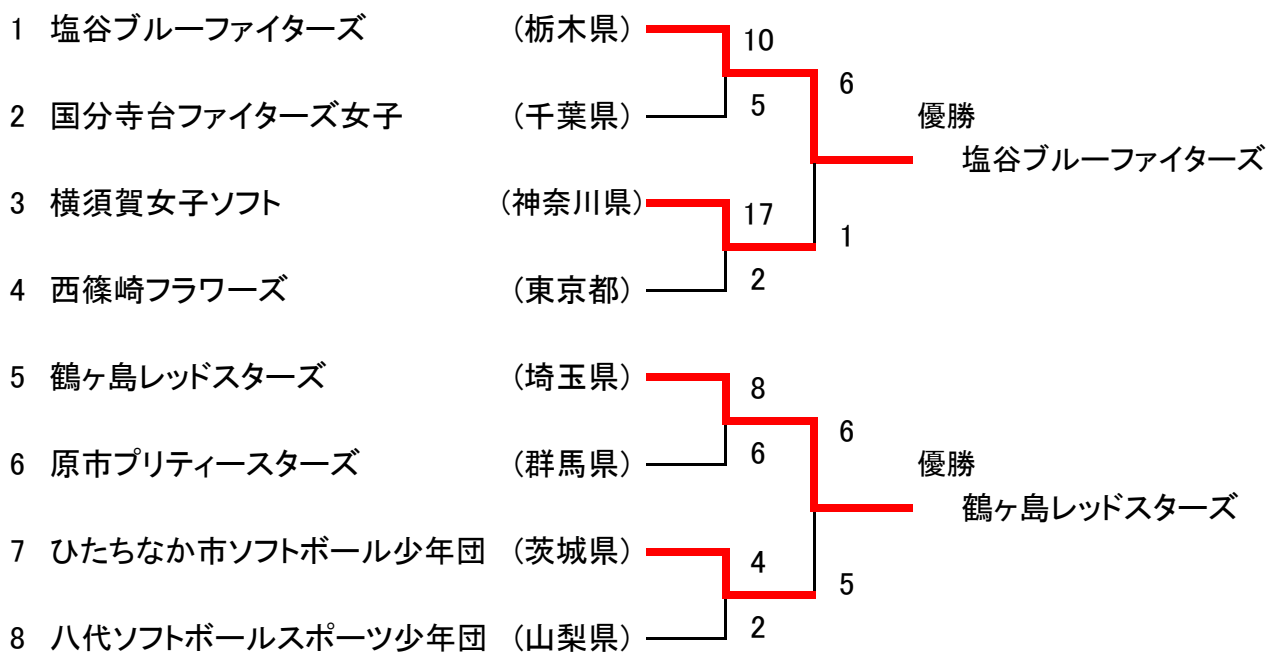 1 塩谷ブルーファイターズ (栃木県) 10
6
2 国分寺台ファイターズ女子 (千葉県) 5
優勝
塩谷ブルーファイターズ
3 横須賀女子ソフト (神奈川県) 17
1
4 西篠崎フラワーズ (東京都) 2
5 鶴ヶ島レッドスターズ (埼玉県) 8
6
6 原市プリティースターズ (群馬県) 6
優勝
鶴ヶ島レッドスターズ
7 ひたちなか市ソフトボール少年団 (茨城県) 4
5
8 八代ソフトボールスポーツ少年団 (山梨県) 2